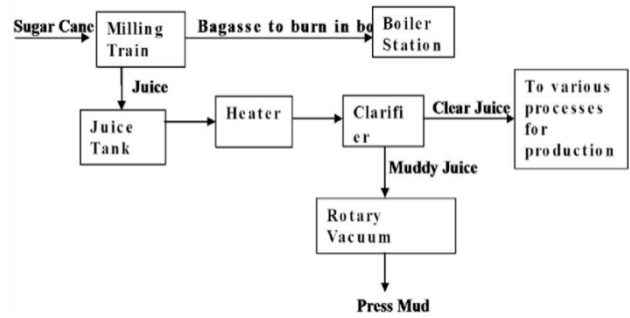 Sugar Cane
Milling
Train
Bagasse to burn in bo
Boiler
Station
Juice
Juice
Tank
Heater
Clarifi
er
Clear Juice
To various
processes
for
production
Muddy Juice
Rotary
Vacuum
Press Mud